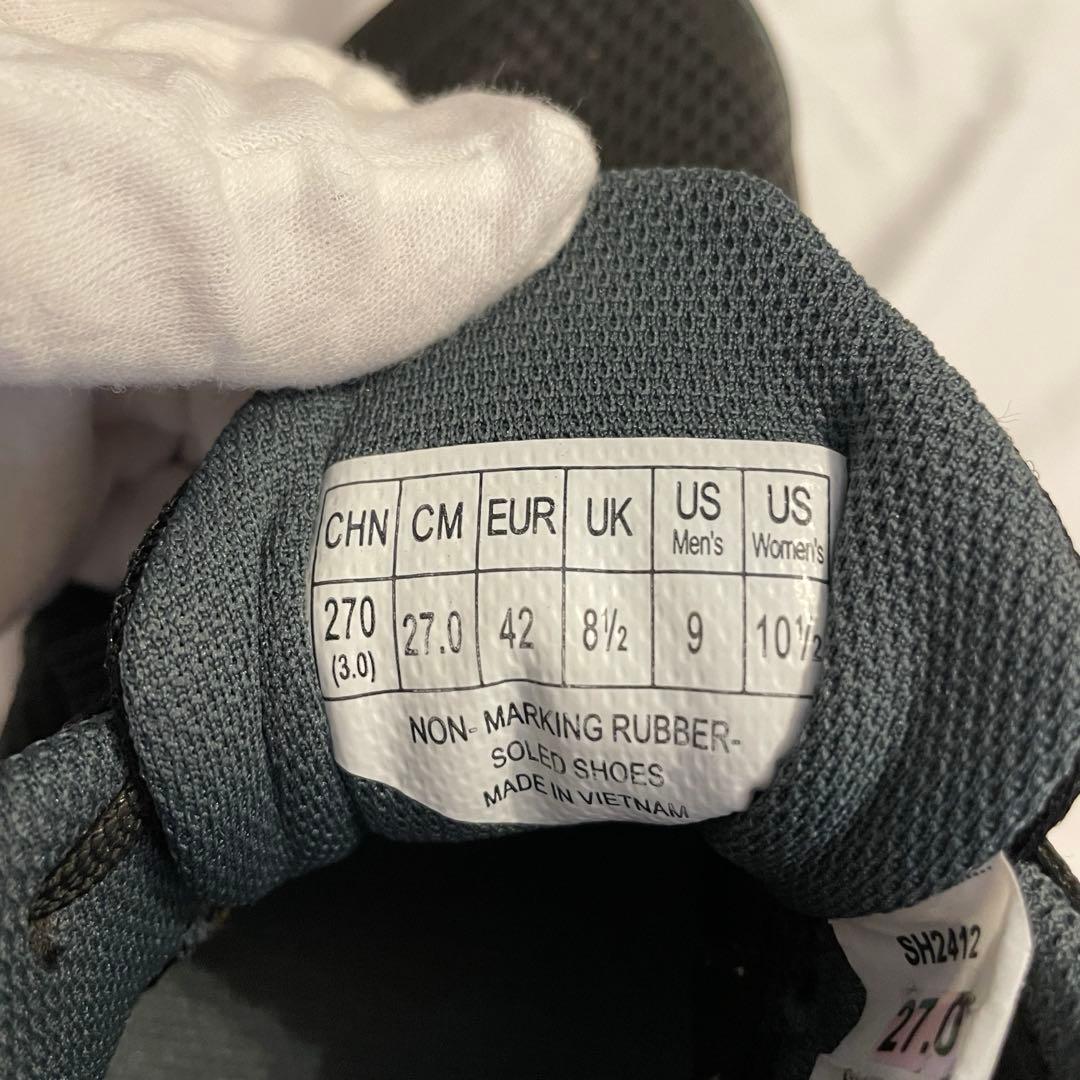 CHN CM EUR UK US Men's US Women's
270 (3.0) 27.0 42 8½ 9 10½
NON- MARKING RUBBER-
SOLED SHOES
MADE IN VIETNAM
SH2412
27.0